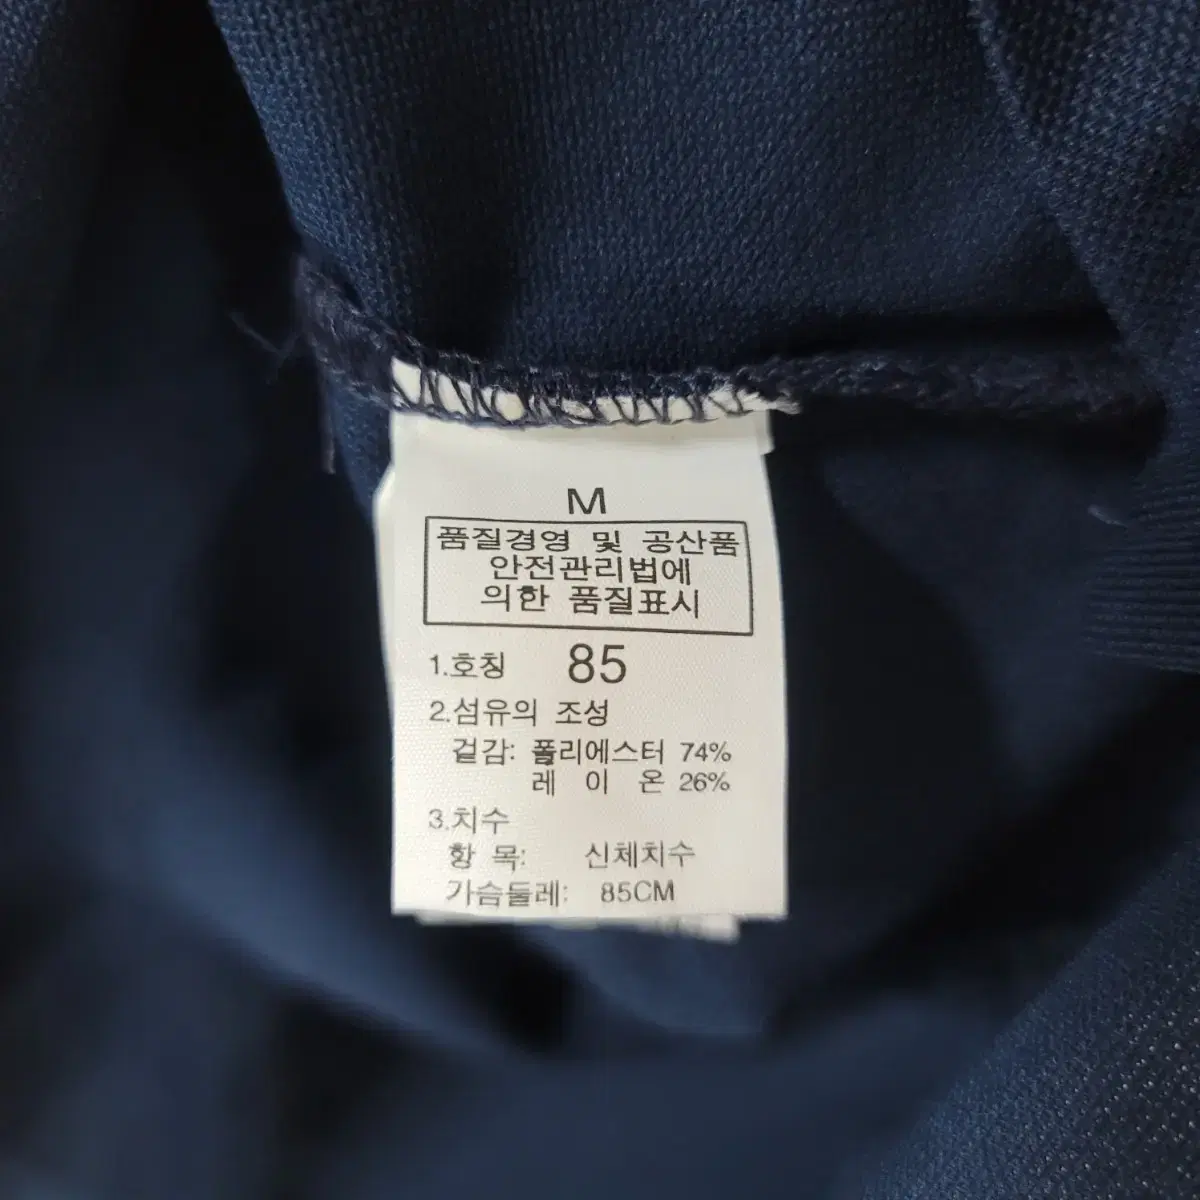 M
품질경영 및 공산품
안전관리법에
의한 품질표시
1.호칭 85
2.섬유의 조성
겉감: 폴리에스터 74%
레 이 온 26%
3.치수
항 목: 신체치수
가슴둘레: 85CM